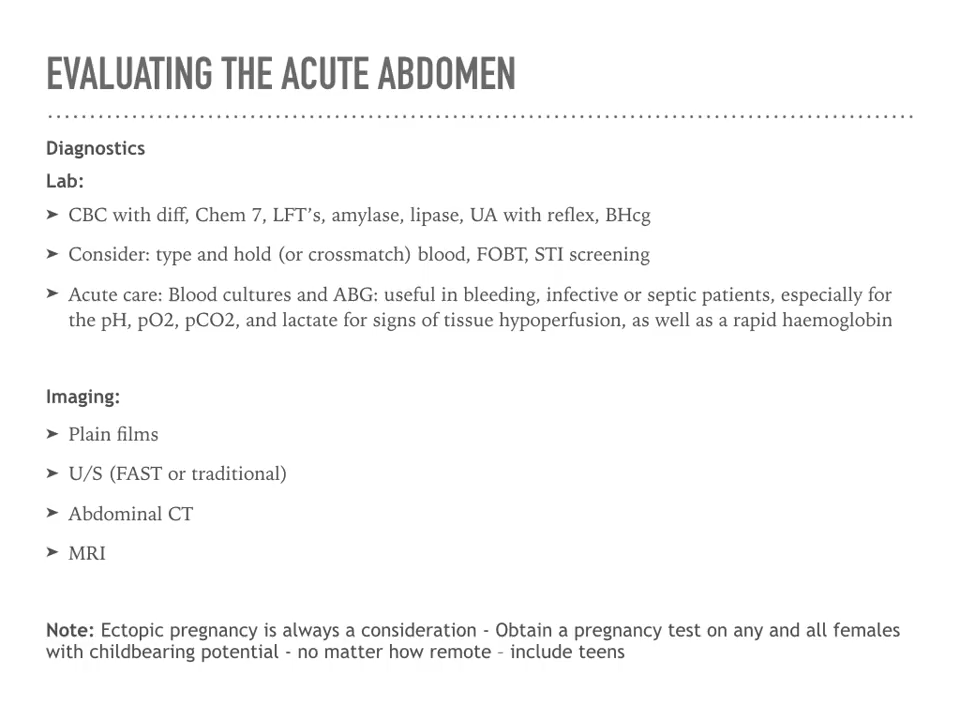 EVALUATING THE ACUTE ABDOMEN
Diagnostics
Lab:
➤ CBC with diff, Chem 7, LFT’s, amylase, lipase, UA with reflex, BHcg
➤ Consider: type and hold (or crossmatch) blood, FOBT, STI screening
➤ Acute care: Blood cultures and ABG: useful in bleeding, infective or septic patients, especially for
the pH, pO2, pCO2, and lactate for signs of tissue hypoperfusion, as well as a rapid haemoglobin
Imaging:
➤ Plain films
➤ U/S (FAST or traditional)
➤ Abdominal CT
➤ MRI
Note: Ectopic pregnancy is always a consideration - Obtain a pregnancy test on any and all females
with childbearing potential - no matter how remote - include teens